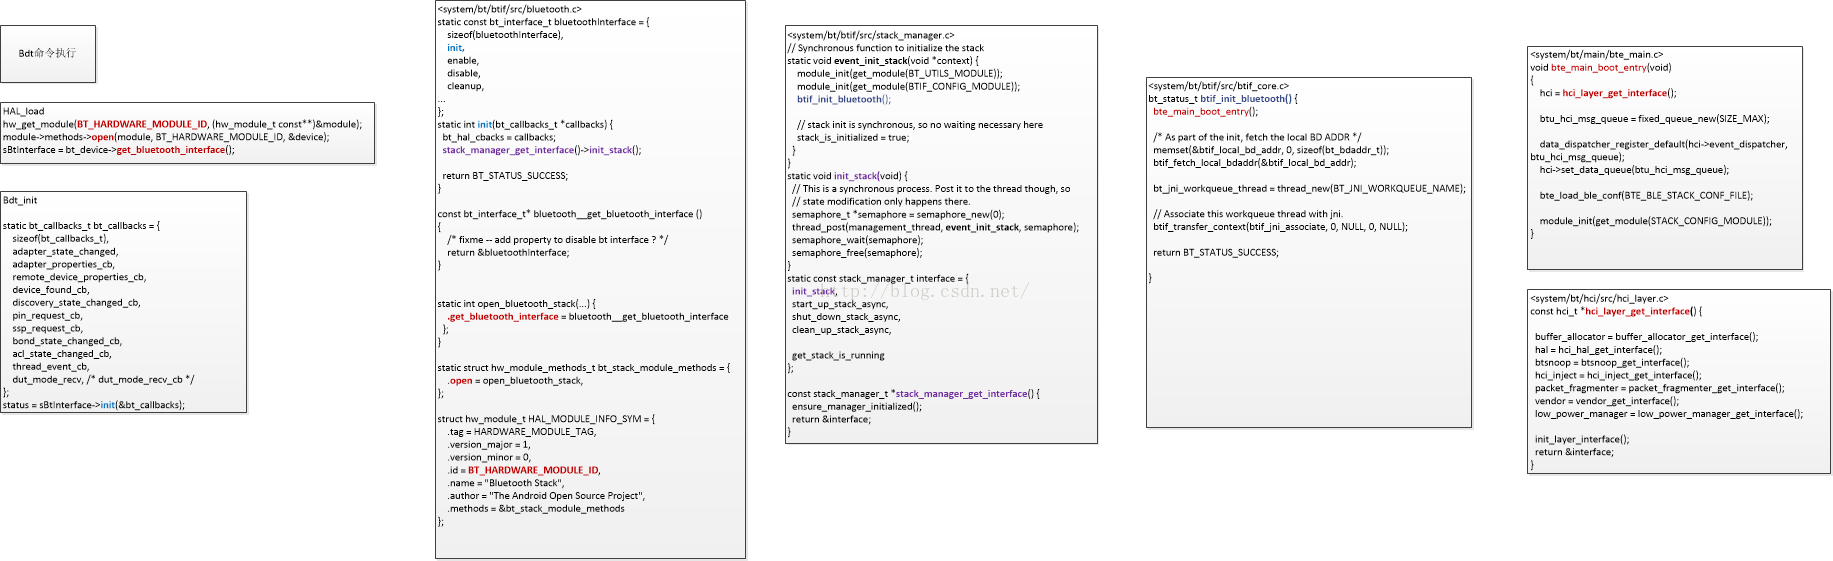 Bdt命令执行
HAL_load
hw_get_module(BT_HARDWARE_MODULE_ID, (hw_module_t const**)&module);
module->methods->open(module, BT_HARDWARE_MODULE_ID, &device);
sBtInterface = bt_device->get_bluetooth_interface();
Bdt_init
static bt_callbacks_t bt_callbacks = {
sizeof(bt_callbacks_t),
adapter_state_changed,
adapter_properties_cb,
remote_device_properties_cb,
device_found_cb,
discovery_state_changed_cb,
pin_request_cb,
ssp_request_cb,
bond_state_changed_cb,
acl_state_changed_cb,
thread_event_cb,
dut_mode_recv, /* dut_mode_recv_cb */
};
status = sBtInterface->init(&bt_callbacks);
<system/bt/btif/src/bluetooth.c>
static const bt_interface_t bluetoothInterface = {
sizeof(bluetoothInterface),
init,
enable,
disable,
cleanup,
...
};
static int init(bt_callbacks_t *callbacks) {
bt_hal_cbacks = callbacks;
stack_manager_get_interface()->init_stack();
return BT_STATUS_SUCCESS;
}
const bt_interface_t* bluetooth__get_bluetooth_interface ()
{
/* fixme -- add property to disable bt interface ? */
return &bluetoothInterface;
}
static int open_bluetooth_stack(...) {
.get_bluetooth_interface = bluetooth__get_bluetooth_interface
};
}
static struct hw_module_methods_t bt_stack_module_methods = {
.open = open_bluetooth_stack,
};
struct hw_module_t HAL_MODULE_INFO_SYM = {
.tag = HARDWARE_MODULE_TAG,
.version_major = 1,
.version_minor = 0,
.id = BT_HARDWARE_MODULE_ID,
.name = "Bluetooth Stack",
.author = "The Android Open Source Project",
.methods = &bt_stack_module_methods
};
<system/bt/btif/src/stack_manager.c>
// Synchronous function to initialize the stack
static void event_init_stack(void *context) {
module_init(get_module(BT_UTILS_MODULE));
module_init(get_module(BTIF_CONFIG_MODULE));
btif_init_bluetooth();
// stack init is synchronous, so no waiting necessary here
stack_is_initialized = true;
}
}
static void init_stack(void) {
// This is a synchronous process. Post it to the thread though, so
// state modification only happens there.
semaphore_t *semaphore = semaphore_new(0);
thread_post(management_thread, event_init_stack, semaphore);
semaphore_wait(semaphore);
semaphore_free(semaphore);
}
static const stack_manager_t interface = {
init_stack,
start_up_stack_async,
shut_down_stack_async,
clean_up_stack_async,
get_stack_is_running
};
const stack_manager_t *stack_manager_get_interface() {
ensure_manager_initialized();
return &interface;
}
http://blog.csdn.net/
<system/bt/btif/src/btif_core.c>
bt_status_t btif_init_bluetooth() {
bte_main_boot_entry();
/* As part of the init, fetch the local BD ADDR */
memset(&btif_local_bd_addr, 0, sizeof(bt_bdaddr_t));
btif_fetch_local_bdaddr(&btif_local_bd_addr);
bt_jni_workqueue_thread = thread_new(BT_JNI_WORKQUEUE_NAME);
// Associate this workqueue thread with jni.
btif_transfer_context(btif_jni_associate, 0, NULL, 0, NULL);
return BT_STATUS_SUCCESS;
}
<system/bt/main/bte_main.c>
void bte_main_boot_entry(void)
{
hci = hci_layer_get_interface();
btu_hci_msg_queue = fixed_queue_new(SIZE_MAX);
data_dispatcher_register_default(hci->event_dispatcher,
btu_hci_msg_queue);
hci->set_data_queue(btu_hci_msg_queue);
bte_load_ble_conf(BTE_BLE_STACK_CONF_FILE);
module_init(get_module(STACK_CONFIG_MODULE));
}
<system/bt/hci/src/hci_layer.c>
const hci_t *hci_layer_get_interface() {
buffer_allocator = buffer_allocator_get_interface();
hal = hci_hal_get_interface();
btsnoop = btsnoop_get_interface();
hci_inject = hci_inject_get_interface();
packet_fragmenter = packet_fragmenter_get_interface();
vendor = vendor_get_interface();
low_power_manager = low_power_manager_get_interface();
init_layer_interface();
return &interface;
}